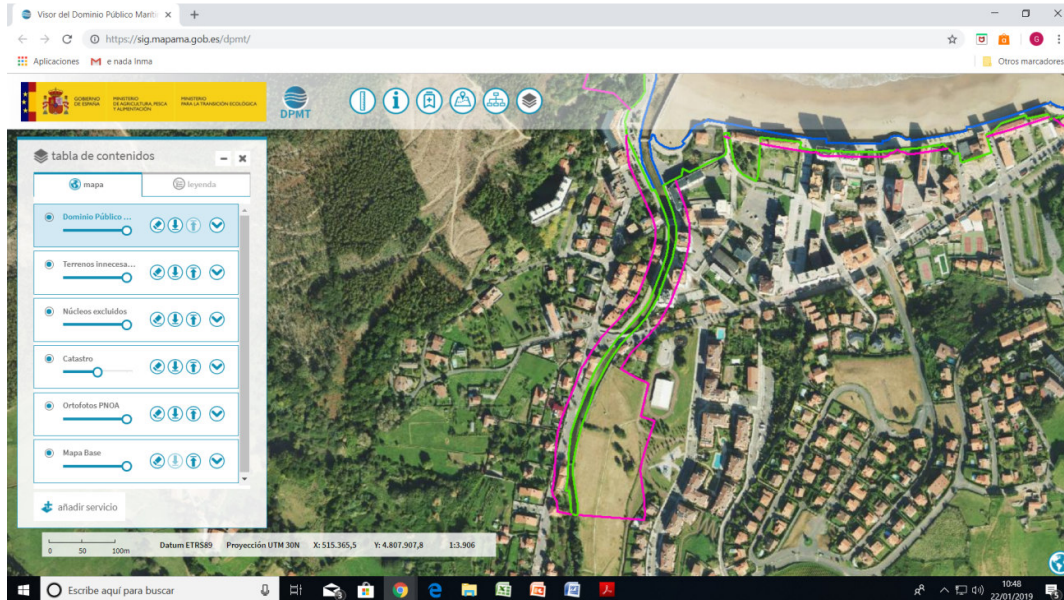 Visor del Dominio Público Maríti
https://sig.mapama.gob.es/dpmt/
Aplicaciones
e nada Inma
Otros marcadores
G
GOBIERNO DE ESPAÑA
MINISTERIO DE AGRICULTURA, PESCA Y ALIMENTACIÓN
MINISTERIO PARA LA TRANSICIÓN ECOLÓGICA
DPMT
tabla de contenidos
mapa
leyenda
Dominio Público ...
Terrenos innecesa...
Núcleos excluidos
Catastro
Ortofotos PNOA
Mapa Base
añadir servicio
0 50 100m
Datum ETRS89 Proyección UTM 30N X: 515.365,5 Y: 4.807.907,8 1:3.906
Escribe aquí para buscar
10:48
22/01/2019